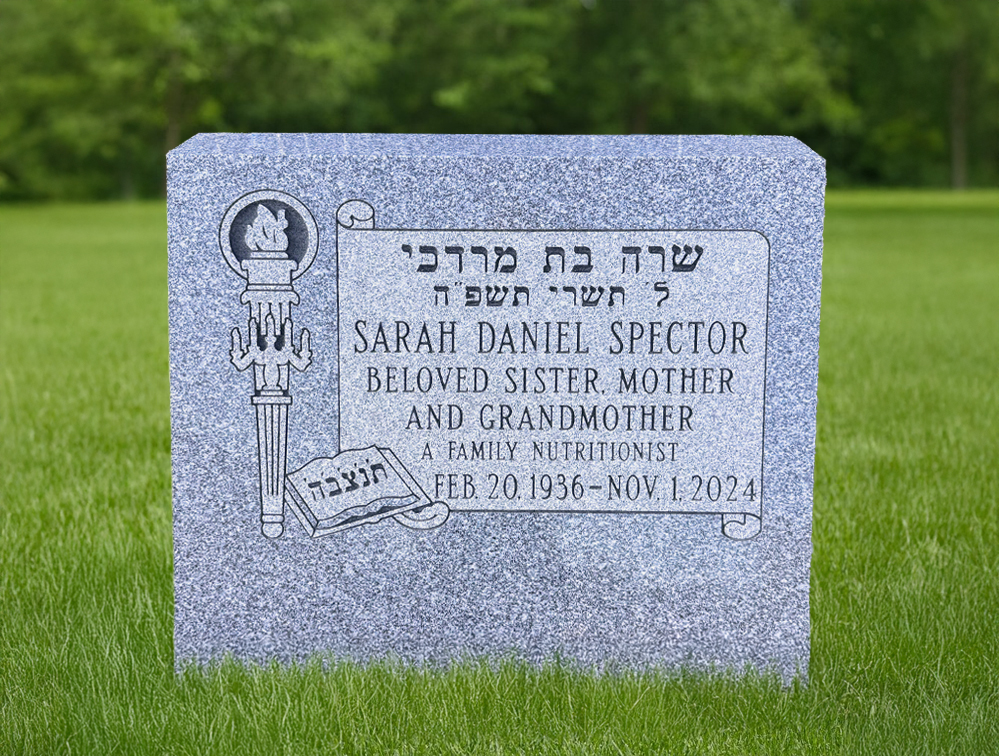 שרה בת מרדכי
ל׳ תשרי תשפ״ה
SARAH DANIEL SPECTOR
BELOVED SISTER, MOTHER
AND GRANDMOTHER
A FAMILY NUTRITIONIST
FEB. 20, 1936–NOV. 1, 2024
ת׳נ׳צ׳ב׳ה׳